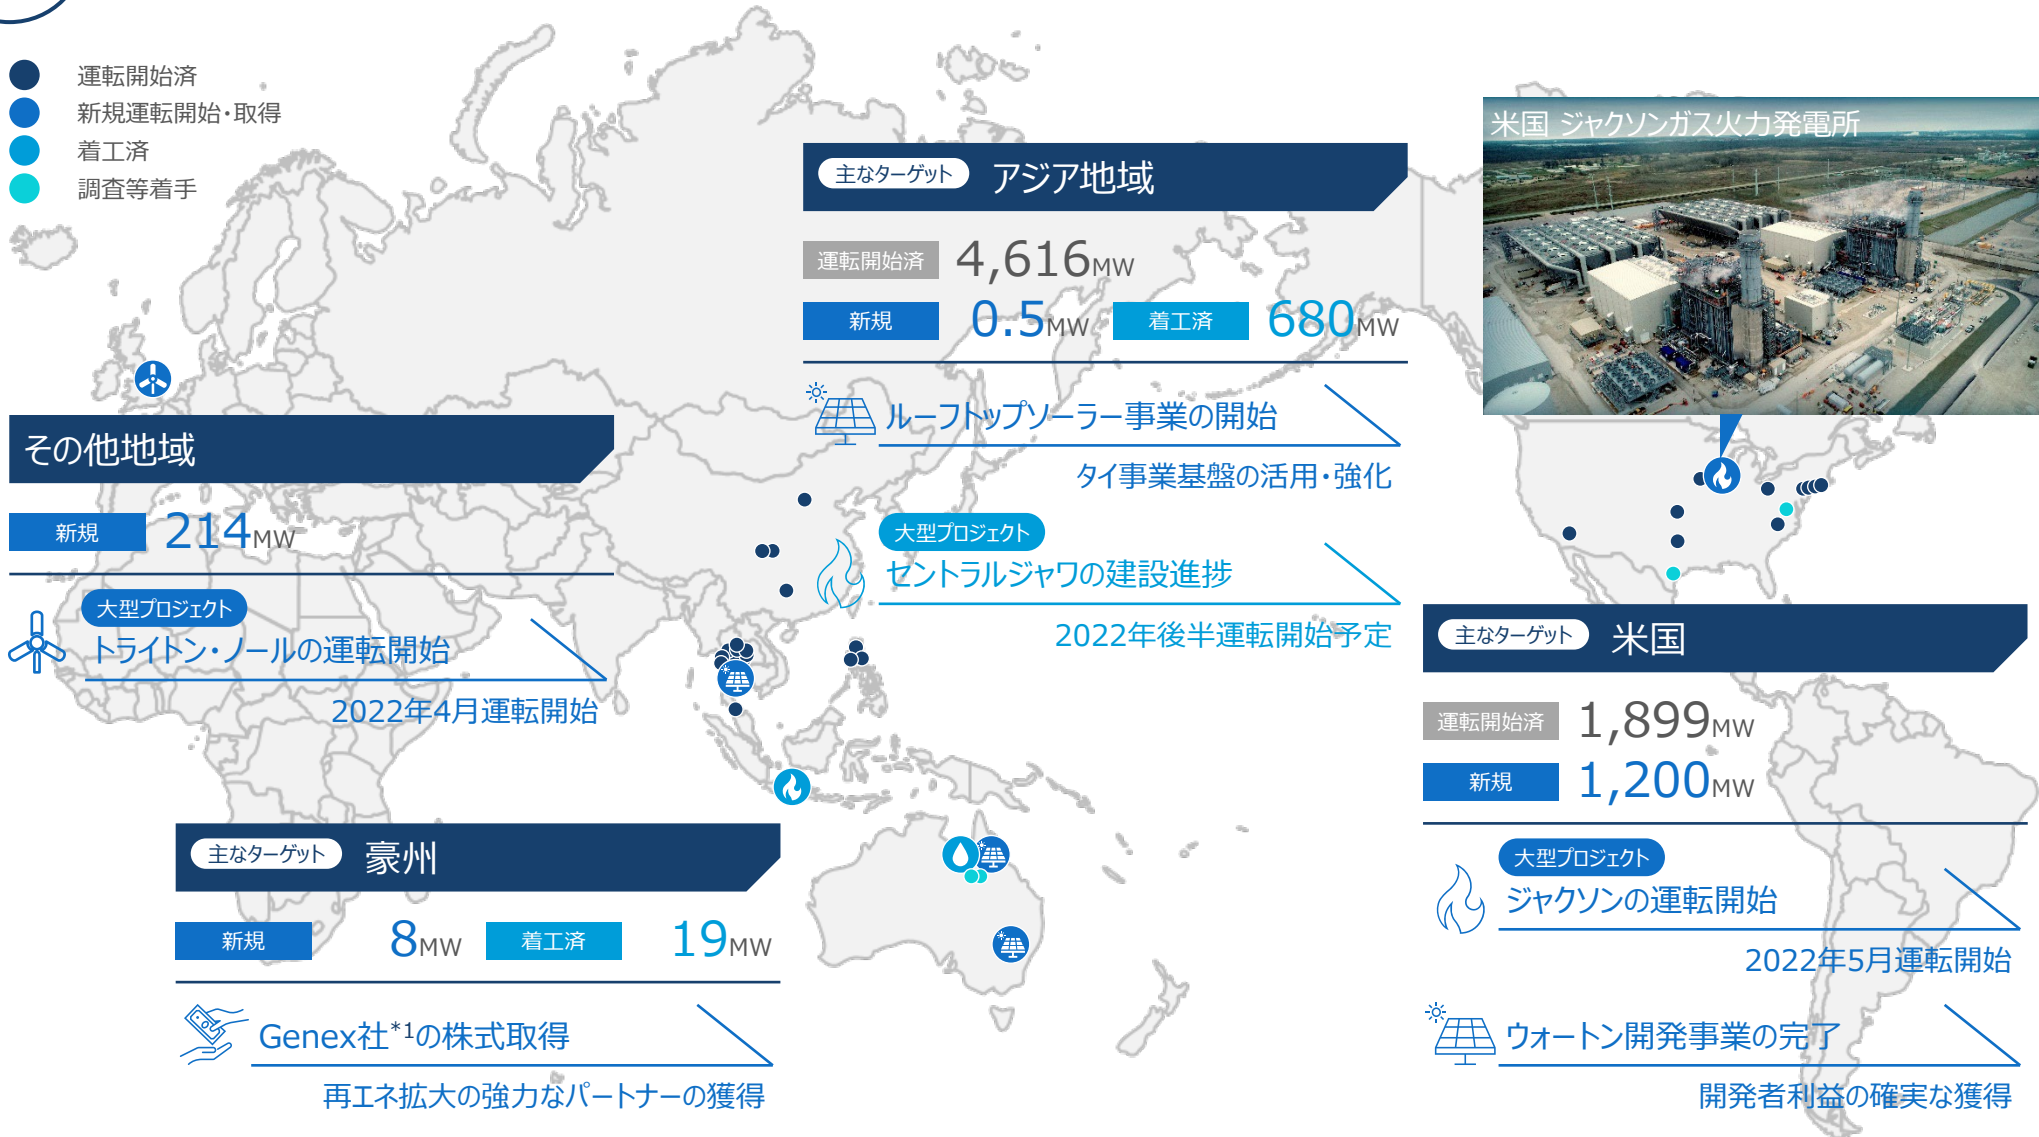 運転開始済
新規運転開始・取得
着工済
調査等着手
米国 ジャクソンガス火力発電所
主なターゲット アジア地域
運転開始済 4,616MW
新規 0.5MW 着工済 680MW
ルーフトップソーラー事業の開始
タイ事業基盤の活用・強化
大型プロジェクト
セントラルジャワの建設進捗
2022年後半運転開始予定
その他地域
新規 214MW
大型プロジェクト
トライトン・ノールの運転開始
2022年4月運転開始
主なターゲット 米国
運転開始済 1,899MW
新規 1,200MW
大型プロジェクト
ジャクソンの運転開始
2022年5月運転開始
ウォートン開発事業の完了
開発者利益の確実な獲得
主なターゲット 豪州
新規 8MW 着工済 19MW
Genex社*1の株式取得
再エネ拡大の強力なパートナーの獲得